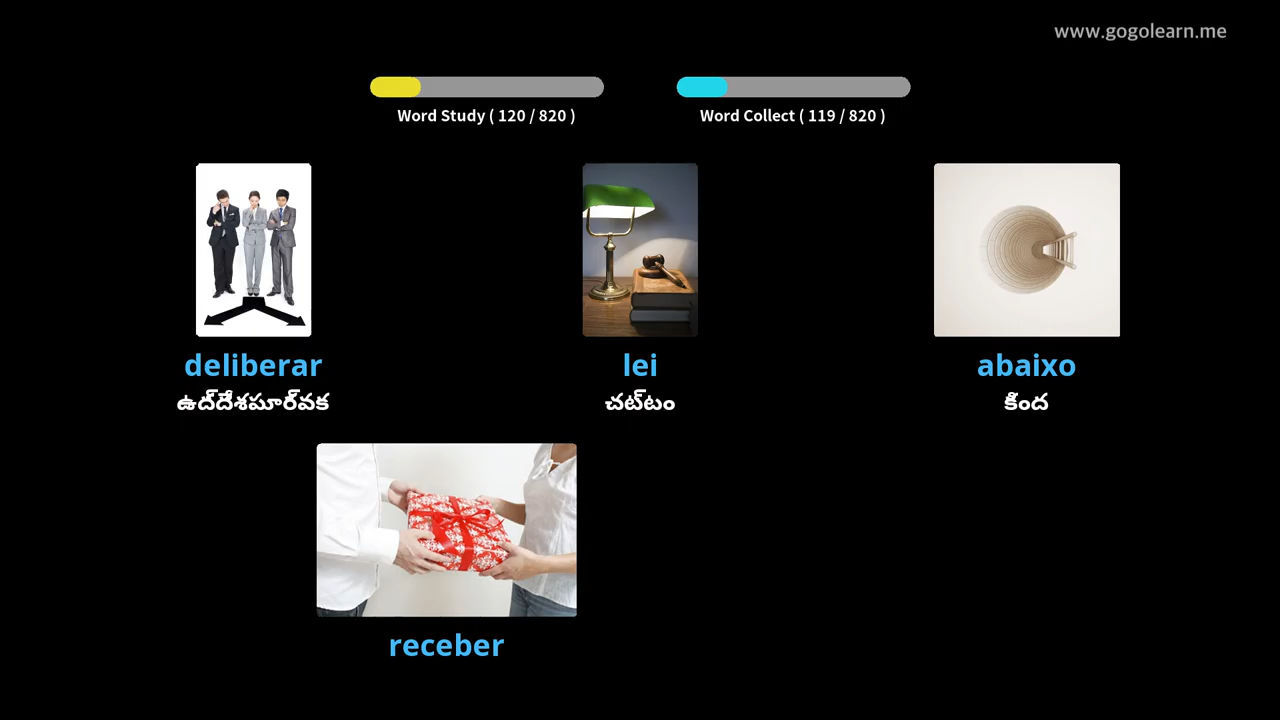 www.gogolearn.me
Word Study ( 120 / 820 )
Word Collect ( 119 / 820 )
deliberar
ఉద్దేశపూర్వక
lei
చట్టం
abaixo
కింద
receber